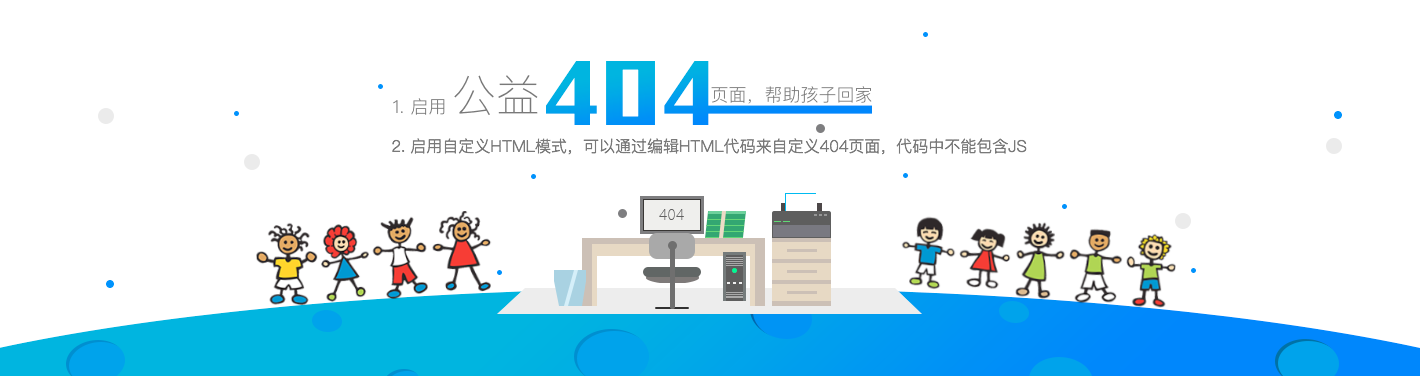 1. 启用 公益 404 页面，帮助孩子回家
2. 启用自定义HTML模式，可以通过编辑HTML代码来自定义404页面，代码中不能包含JS
404